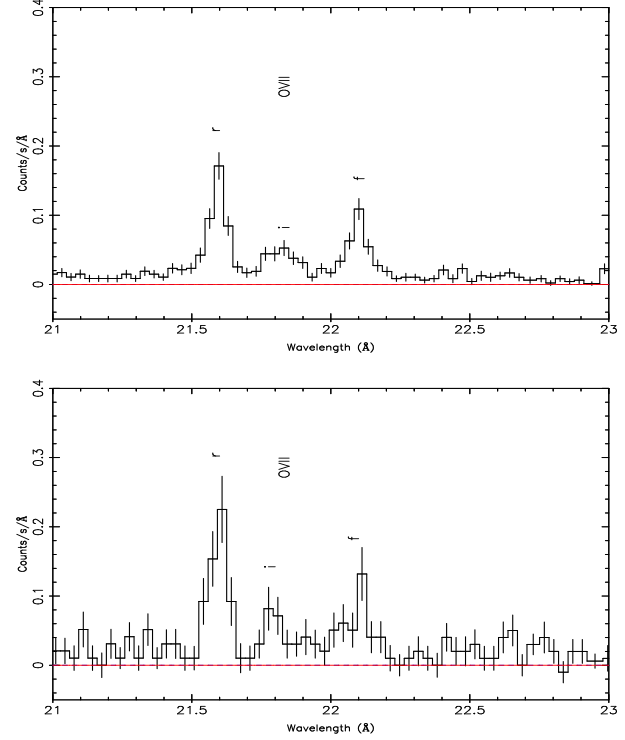 0.4
0.3
0.2
0.1
0
Counts/s/Å
OVII
r
i
f
21
21.5
22
22.5
23
Wavelength (Å)
0.4
0.3
0.2
0.1
0
Counts/s/Å
OVII
r
i
f
21
21.5
22
22.5
23
Wavelength (Å)